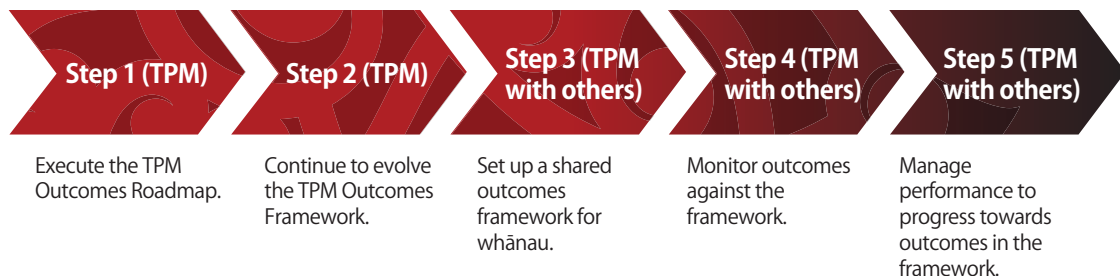 Step 1 (TPM)
Execute the TPM
Outcomes Roadmap.
Step 2 (TPM)
Continue to evolve
the TPM Outcomes
Framework.
Step 3 (TPM
with others)
Set up a shared
outcomes
framework for
whānau.
Step 4 (TPM
with others)
Monitor outcomes
against the
framework.
Step 5 (TPM
with others)
Manage
performance to
progress towards
outcomes in the
framework.